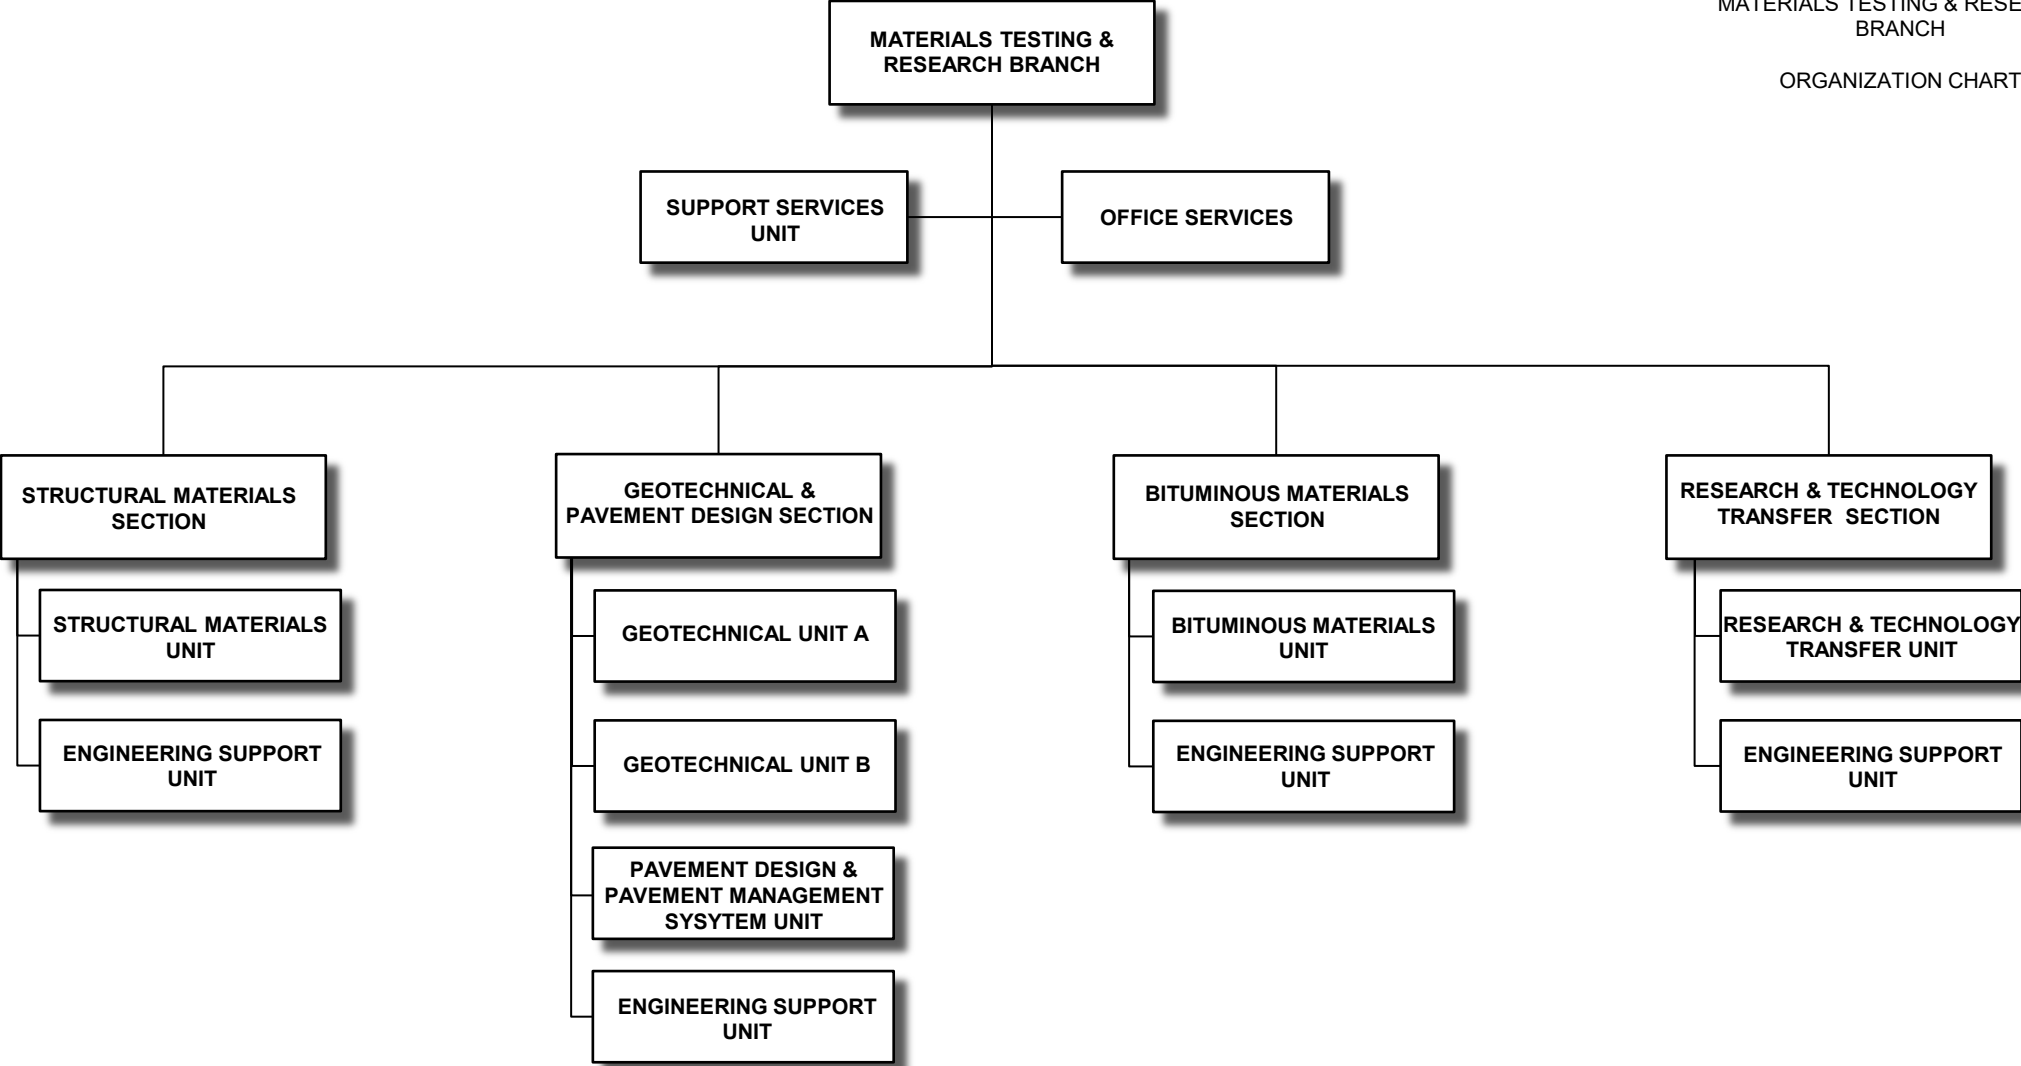 MATERIALS TESTING &
BRANCH
ORGANIZATION CHART
MATERIALS TESTING &
RESEARCH BRANCH
SUPPORT SERVICES
UNIT
OFFICE SERVICES
STRUCTURAL MATERIALS
SECTION
GEOTECHNICAL &
PAVEMENT DESIGN SECTION
BITUMINOUS MATERIALS
SECTION
RESEARCH & TECHNOLOGY
TRANSFER SECTION
STRUCTURAL MATERIALS
UNIT
ENGINEERING SUPPORT
UNIT
GEOTECHNICAL UNIT A
GEOTECHNICAL UNIT B
PAVEMENT DESIGN &
PAVEMENT MANAGEMENT
SYSYTEM UNIT
ENGINEERING SUPPORT
UNIT
BITUMINOUS MATERIALS
UNIT
ENGINEERING SUPPORT
UNIT
RESEARCH & TECHNOLOGY
TRANSFER UNIT
ENGINEERING SUPPORT
UNIT